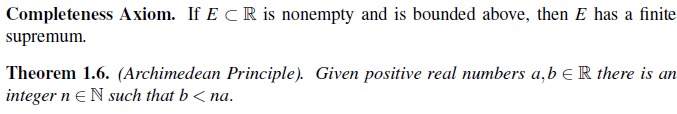 Completeness Axiom. If E ⊂ ℝ is nonempty and is bounded above, then E has a finite
supremum.
Theorem 1.6. (Archimedean Principle). Given positive real numbers a,b ∈ ℝ there is an
integer n ∈ ℕ such that b < na.